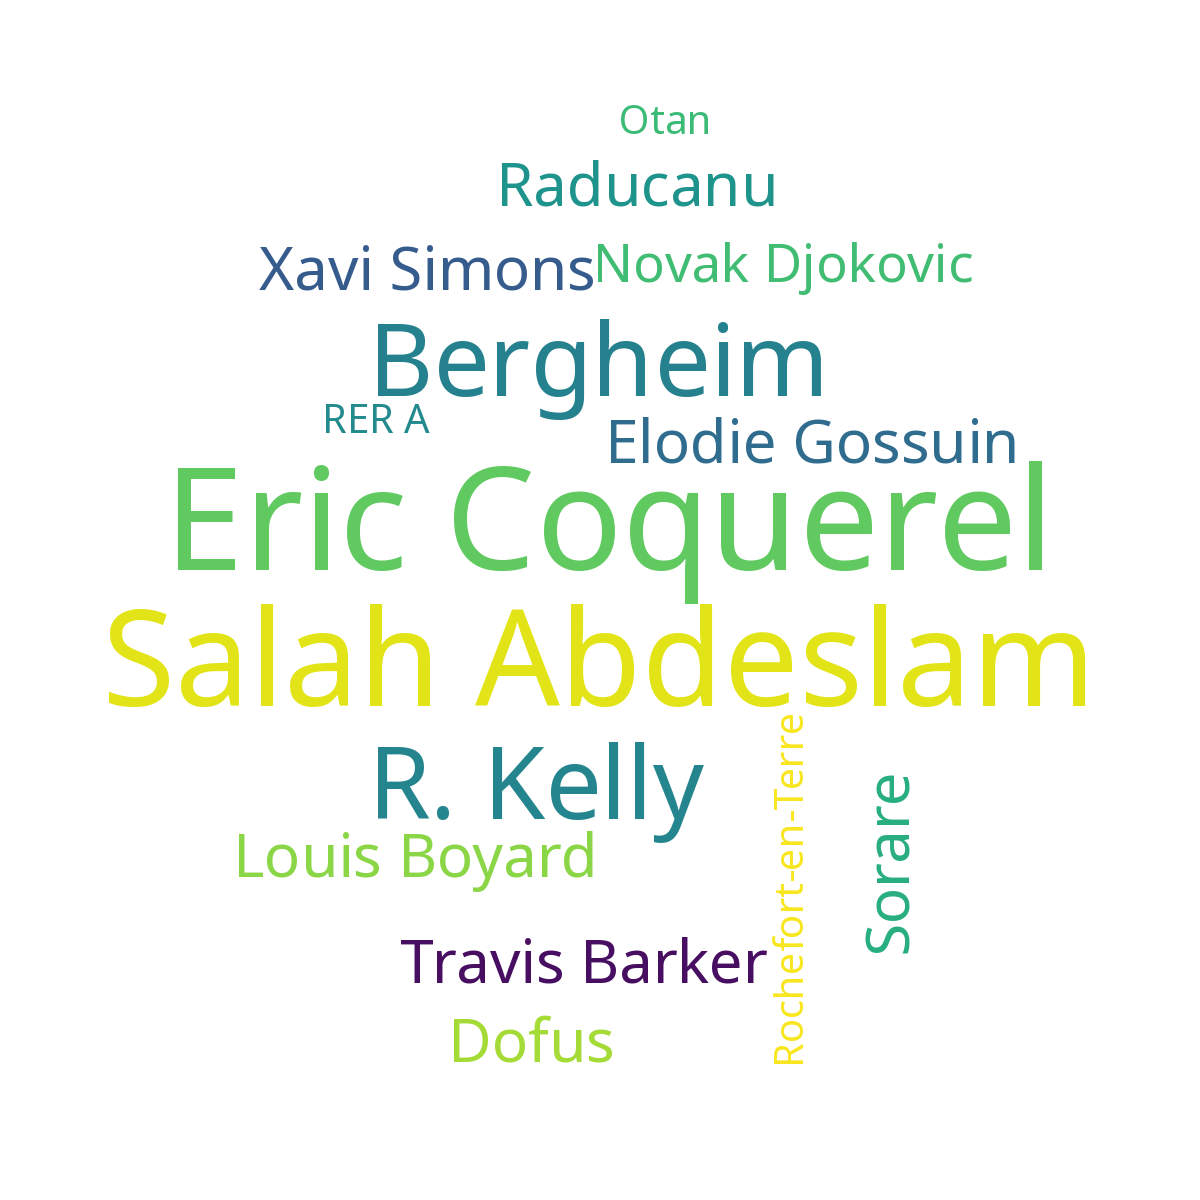 Otan
Raducanu
Xavi Simons
Novak Djokovic
Bergheim
RER A
Elodie Gossuin
Eric Coquerel
Salah Abdeslam
R. Kelly
Rochefort-en-Terre
Sorare
Louis Boyard
Travis Barker
Dofus